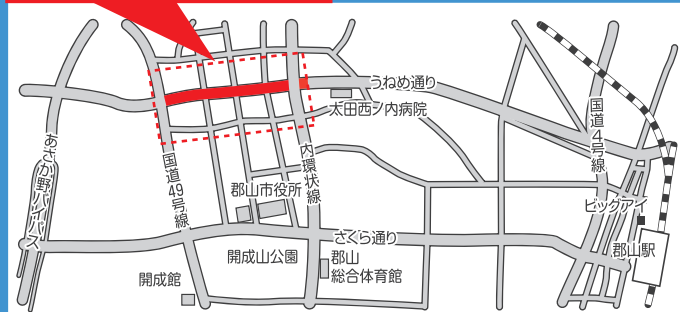 うねめ通り
太田西ノ内病院
国道4号線
あさか野バイパス
国道49号線
内環状線
郡山市役所
ビッグアイ
さくら通り
郡山駅
開成山公園
郡山
総合体育館
開成館